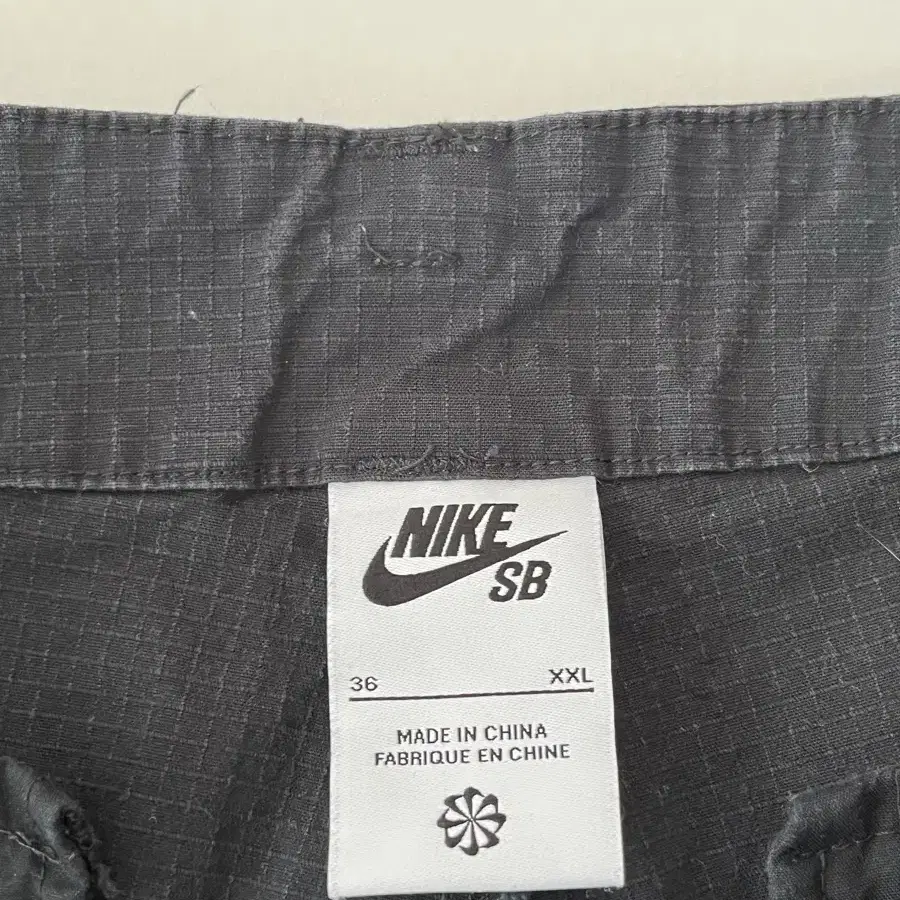 NIKE
SB
36 XXL
MADE IN CHINA
FABRIQUE EN CHINE